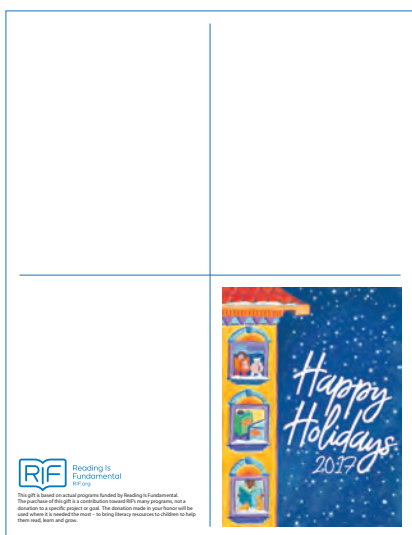 Happy
Holidays
2017
RIF
Reading Is
Fundamental
RIF.org
This gift is based on actual programs funded by Reading Is Fundamental.
The purchase of this gift is a contribution toward RIF's many programs, not a
donation to a specific project or goal. The donation made in your honor will be
used where it is needed the most – to bring literacy resources to children to help
them read, learn and grow.